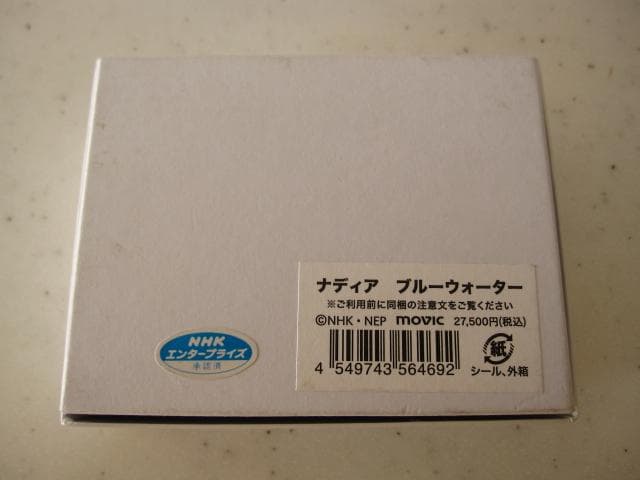 ナディア ブルーウォーター
※ご利用前に同梱の注意文をご覧ください
©NHK・NEP movic 27,500円(税込)
4 549743 564692
紙
シール、外箱
NHK
エンタープライズ
承認済